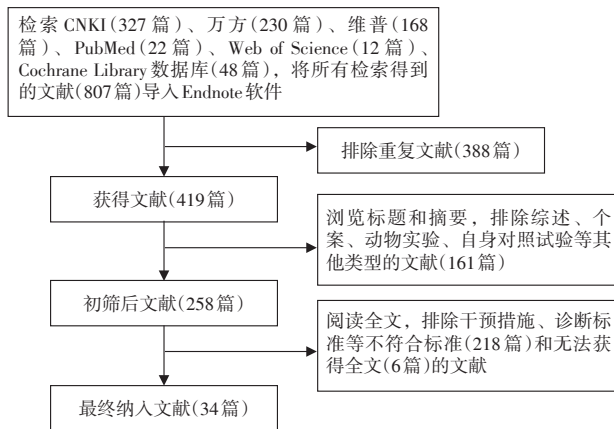 检索 CNKI(327 篇)、万方(230 篇)、维普(168
篇)、PubMed(22 篇)、Web of Science(12 篇)、
Cochrane Library 数据库(48 篇)，将所有检索得到
的文献(807 篇)导入 Endnote 软件
排除重复文献(388 篇)
获得文献(419 篇)
浏览标题和摘要，排除综述、个
案、动物实验、自身对照试验等其
他类型的文献(161 篇)
初筛后文献(258 篇)
阅读全文，排除干预措施、诊断标
准等不符合标准(218 篇)和无法获
得全文(6 篇)的文献
最终纳入文献(34 篇)